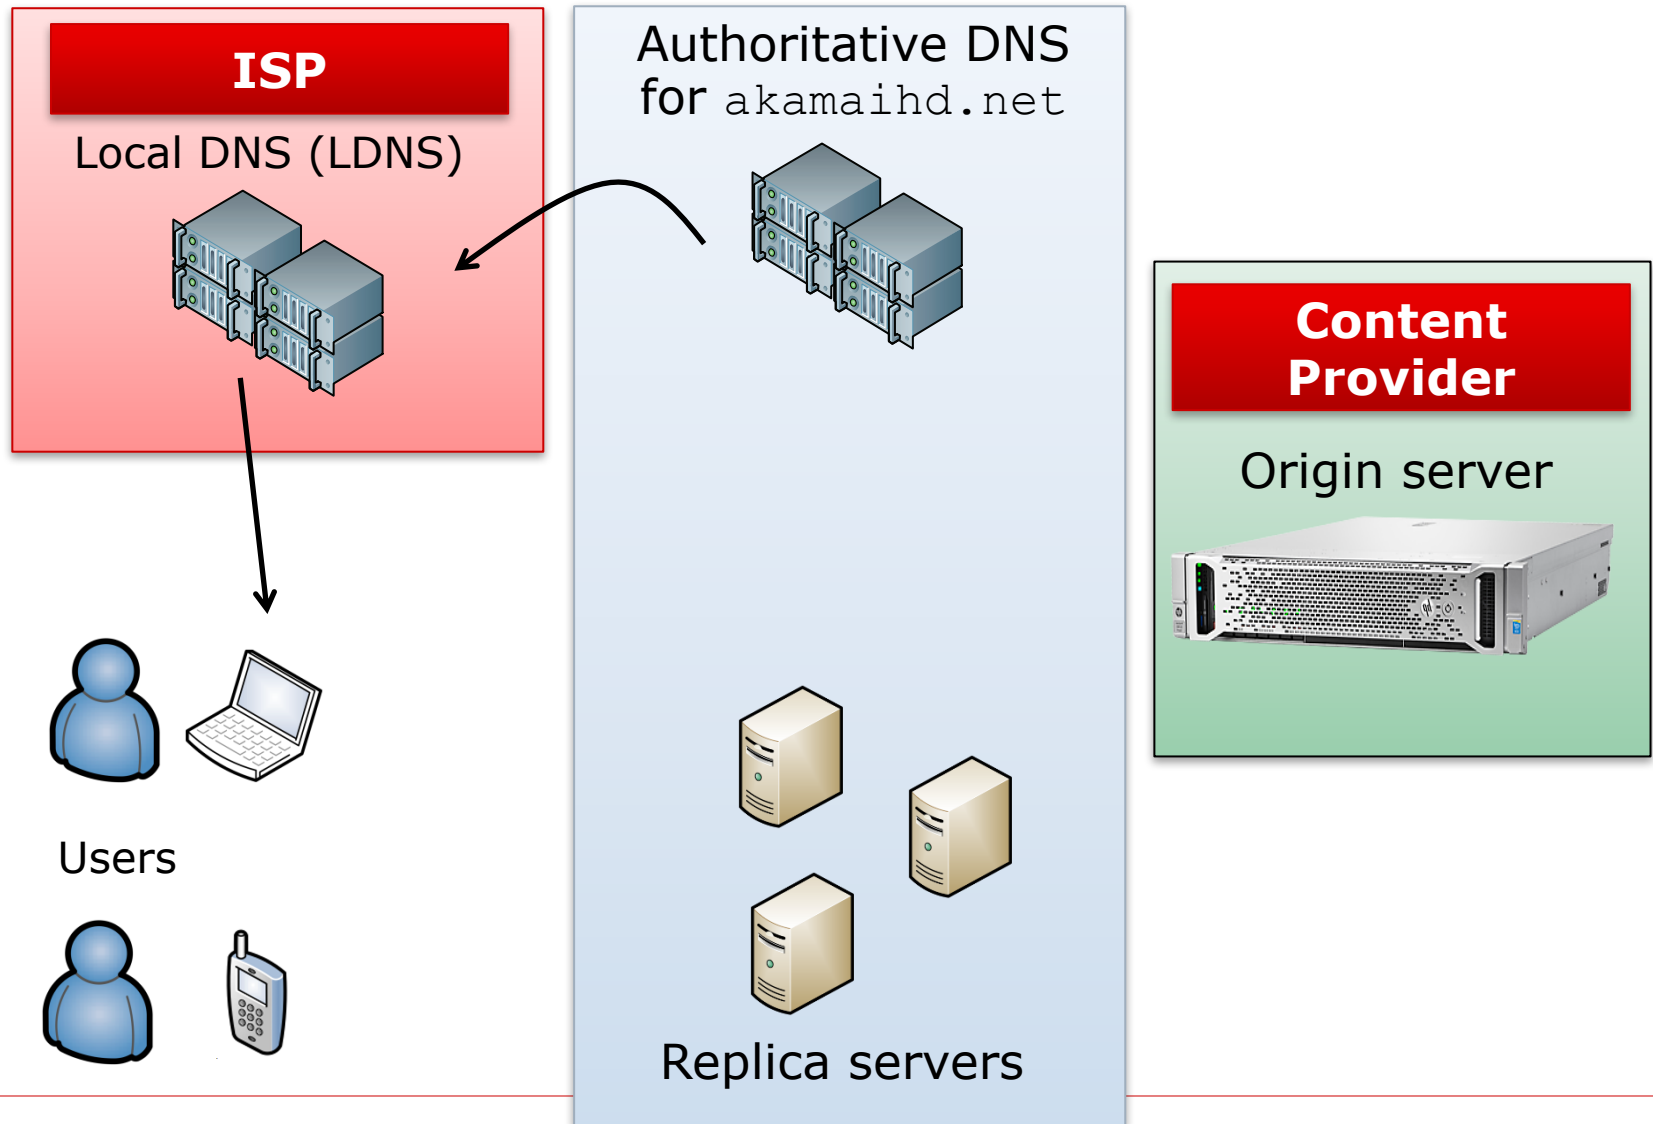 ISP
Local DNS (LDNS)
Authoritative DNS
for akamaihd.net
Content
Provider
Origin server
Users
Replica servers